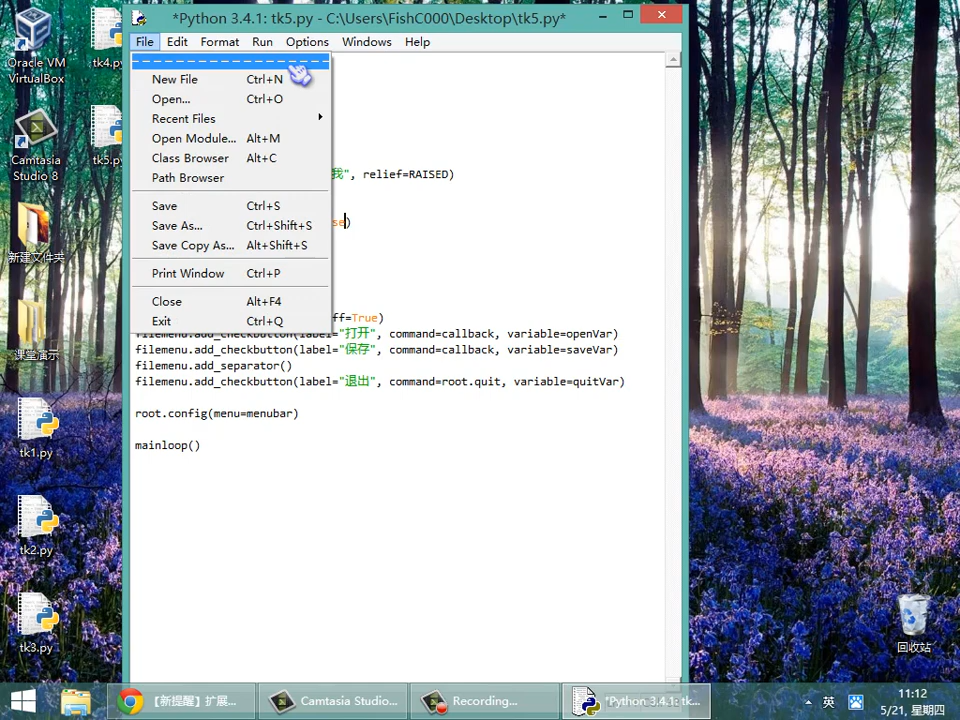 *Python 3.4.1: tk5.py - C:\Users\FishC000\Desktop\tk5.py*
File Edit Format Run Options Windows Help
New File Ctrl+N
Open... Ctrl+O
Recent Files
Open Module... Alt+M
Class Browser Alt+C
Path Browser
Save Ctrl+S
Save As... Ctrl+Shift+S
Save Copy As... Alt+Shift+S
Print Window Ctrl+P
Close Alt+F4
Exit Ctrl+Q
我", relief=RAISED)
se)
ff=True)
filemenu.add_checkbutton(label="打开", command=callback, variable=openVar)
filemenu.add_checkbutton(label="保存", command=callback, variable=saveVar)
filemenu.add_separator()
filemenu.add_checkbutton(label="退出", command=root.quit, variable=quitVar)
root.config(menu=menubar)
mainloop()
Oracle VM
VirtualBox
tk4.py
Camtasia
Studio 8
tk5.py
新建文件夹
课堂演示
tk1.py
tk2.py
tk3.py
回收站
【新提醒】扩展...
Camtasia Studio...
Recording...
*Python 3.4.1: tk...
英
11:12
5/21, 星期四